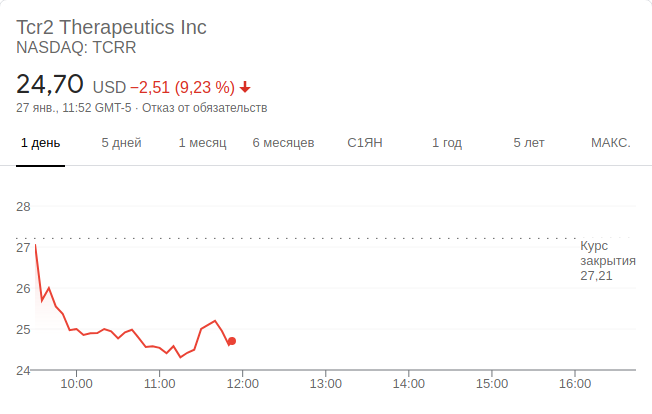 Tcr2 Therapeutics Inc
NASDAQ: TCRR
24,70 USD −2,51 (9,23 %)
27 янв., 11:52 GMT-5 · Отказ от обязательств
1 день 5 дней 1 месяц 6 месяцев С1ЯН 1 год 5 лет МАКС.
28
27
26
25
24
Курс
закрытия
27,21
10:00 11:00 12:00 13:00 14:00 15:00 16:00